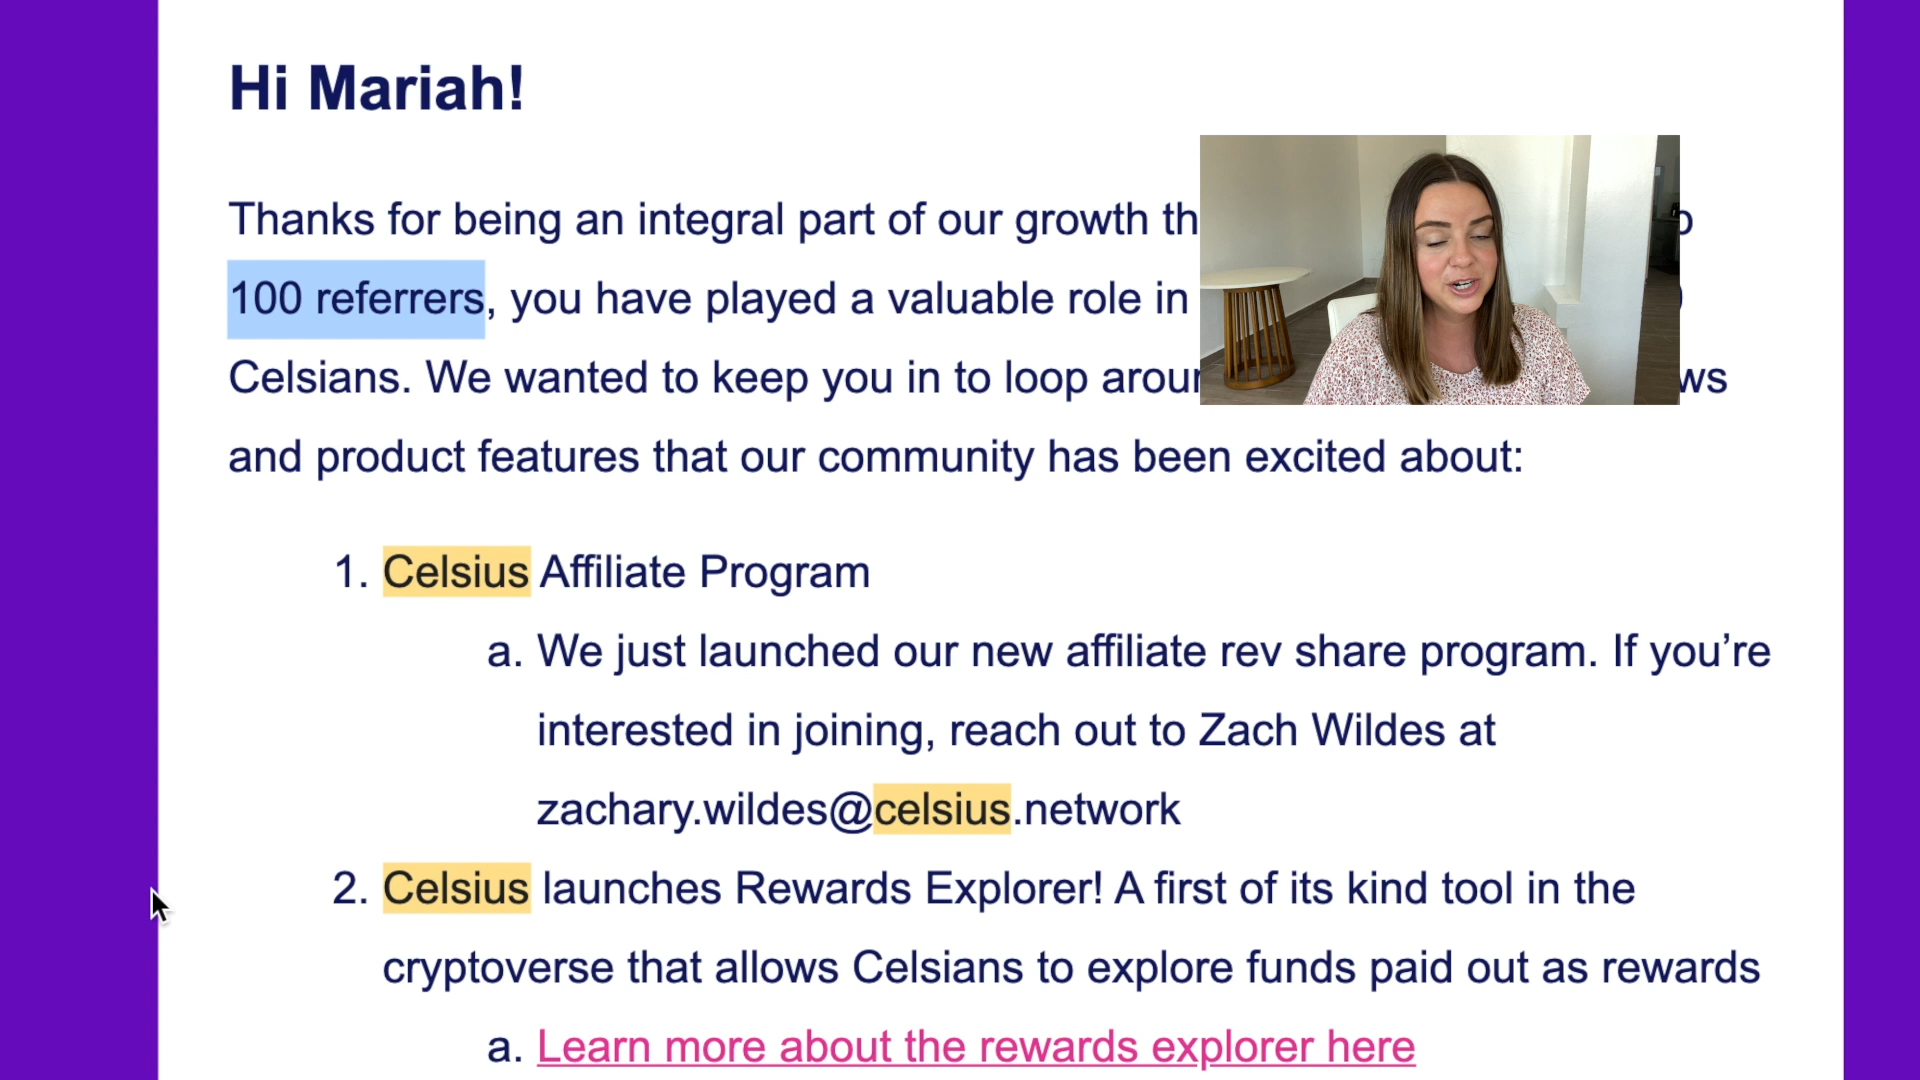 Hi Mariah!
Thanks for being an integral part of our growth
100 referrers, you have played a valuable role in
Celsians. We wanted to keep you in to loop
and product features that our community has been excited about:
1. Celsius Affiliate Program
a. We just launched our new affiliate rev share program. If you’re
interested in joining, reach out to Zach Wildes at
zachary.wildes@celsius.network
2. Celsius launches Rewards Explorer! A first of its kind tool in the
cryptoverse that allows Celsians to explore funds paid out as rewards
a. Learn more about the rewards explorer here